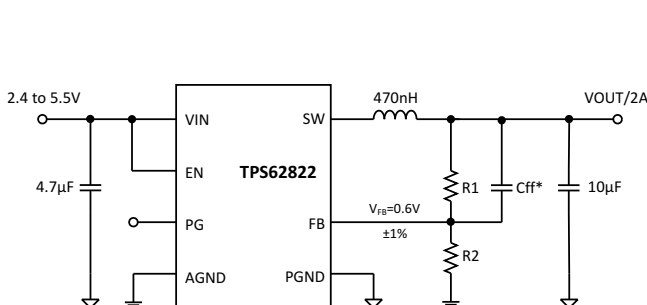 2.4 to 5.5V
470nH
VOUT/2A
VIN
SW
4.7µF
EN
TPS62822
R1
Cff*
10µF
PG
FB
VFB=0.6V
±1%
R2
AGND
PGND